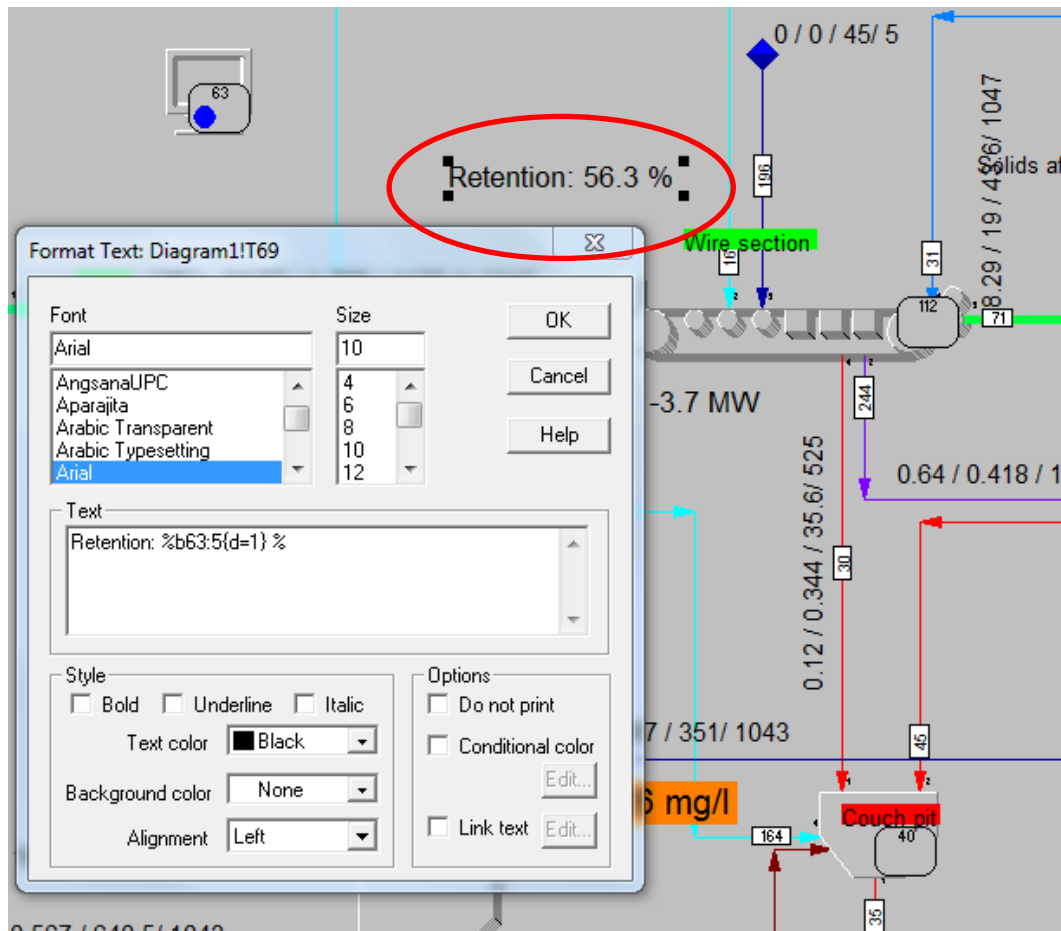 0 / 0 / 45/ 5
63
8.29 / 19 / 436/ 1047
Solids af
Retention: 56.3 %
196
Wire section
16
31
112
71
Format Text: Diagram1!T69
Font
Size
OK
Arial
10
Cancel
AngsanaUPC
Aparajita
Arabic Transparent
Arabic Typesetting
Arial
4
6
8
10
12
Help
-3.7 MW
244
Text
Retention: %b63:5{d=1} %
0.64 / 0.418 / 1
0.12 / 0.344 / 35.6/ 525
30
Style
Bold
Underline
Italic
Text color
Black
Background color
None
Alignment
Left
Options
Do not print
Conditional color
Edit...
Link text
Edit...
7 / 351/ 1043
45
6 mg/l
164
Couch pit
40
35